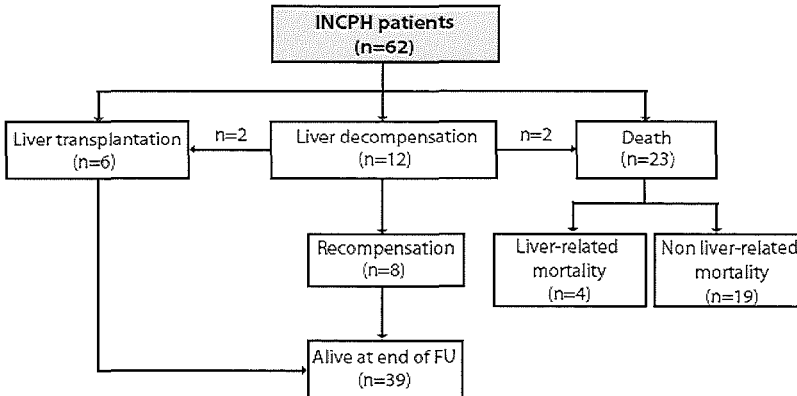 INCPH patients
(n=62)
Liver transplantation
(n=6)
n=2
Liver decompensation
(n=12)
n=2
Death
(n=23)
Recompensation
(n=8)
Liver-related
mortality
(n=4)
Non liver-related
mortality
(n=19)
Alive at end of FU
(n=39)